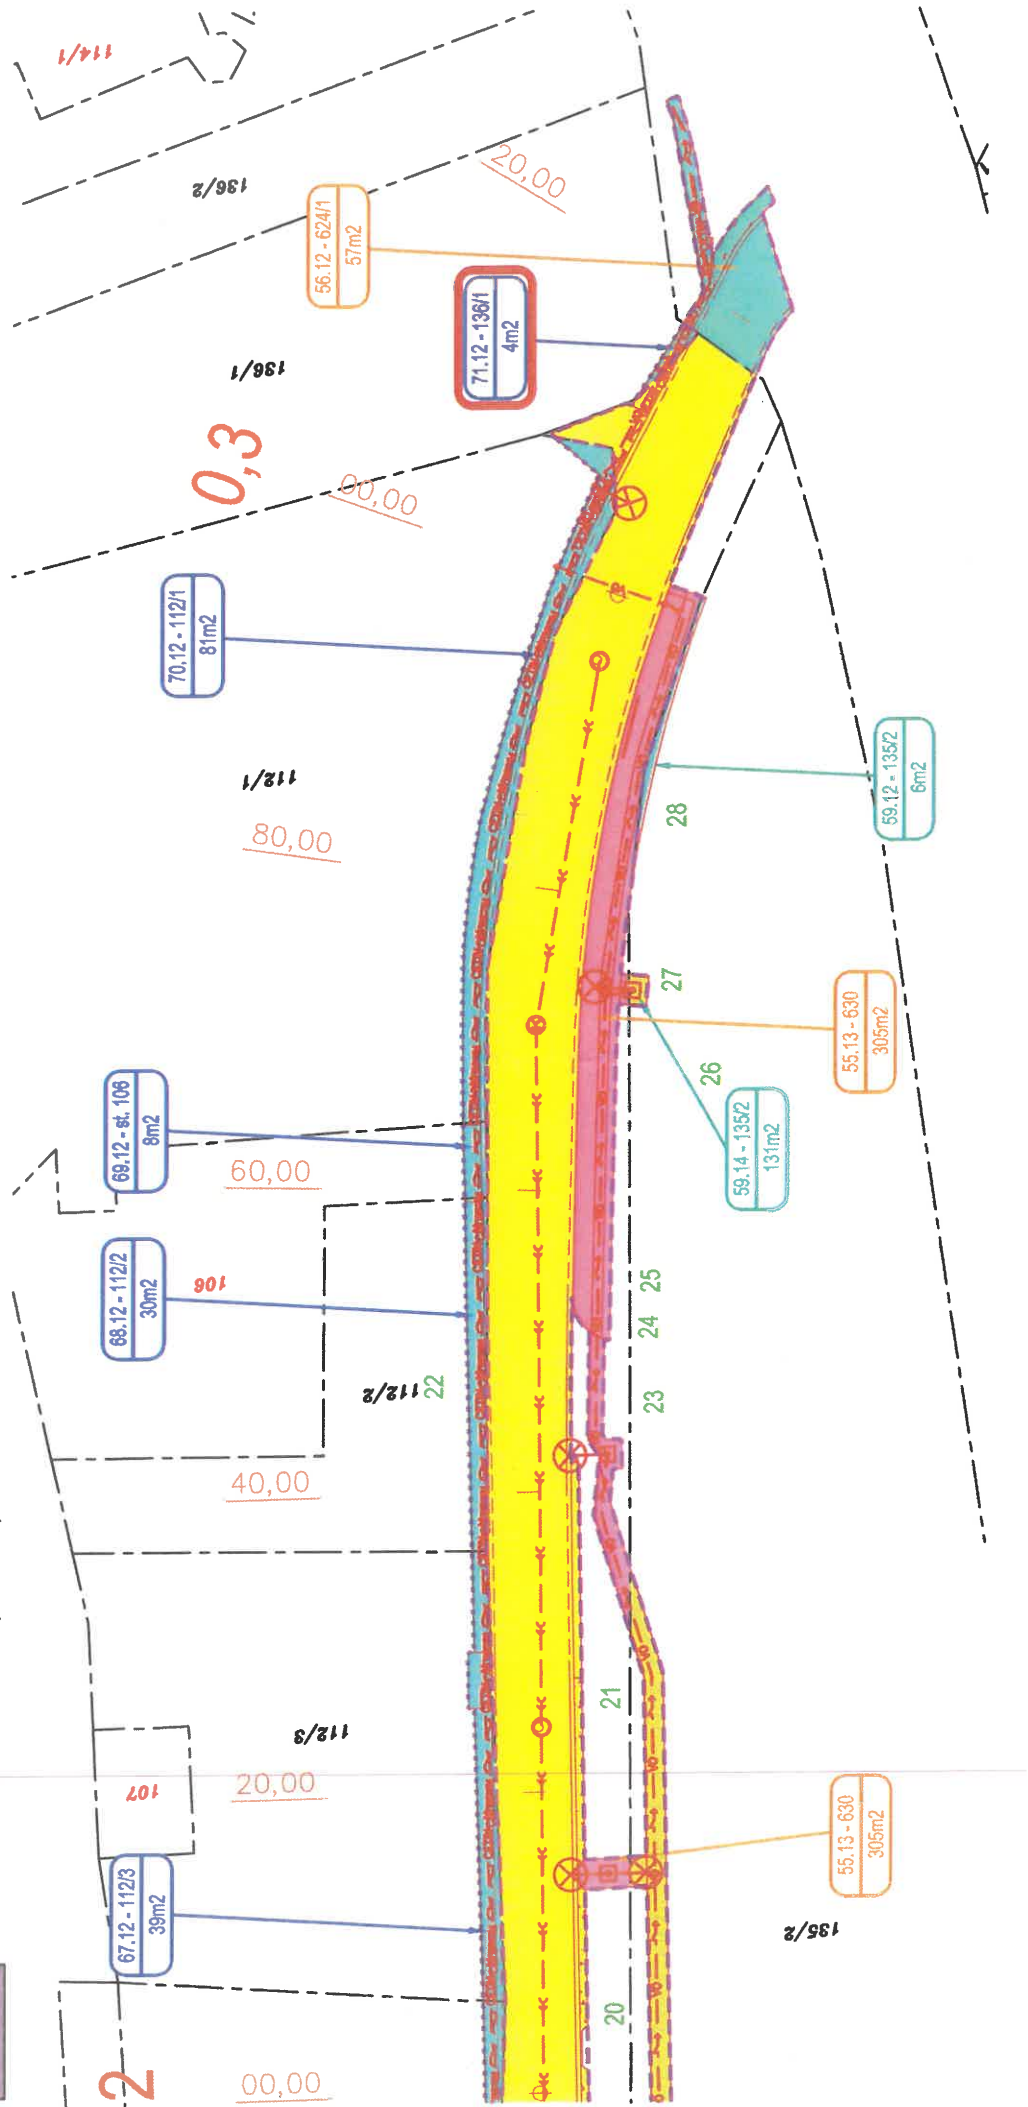 114/1
136/2
20,00
56.12 - 624/1
57m2
71.12 - 136/1
4m2
136/1
0,3
00,00
70.12 - 112/1
81m2
112/1
80,00
28
59.12 - 135/2
6m2
27
55.13 - 630
305m2
26
59.14 - 135/2
131m2
69.12 - st. 106
8m2
60,00
68.12 - 112/2
30m2
106
25
24
23
112/2
22
40,00
21
112/3
107
20,00
67.12 - 112/3
39m2
55.13 - 630
305m2
135/2
20
2
00,00